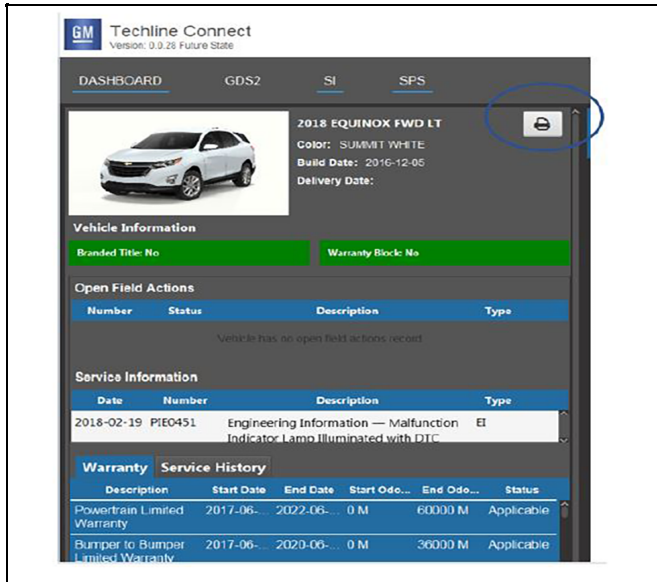 GM Techline Connect
Version: 0.0.28 Future State
DASHBOARD GDS2 SI SPS
2018 EQUINOX FWD LT
Color: SUMMIT WHITE
Build Date: 2016-12-05
Delivery Date:
Vehicle Information
Branded Title: No Warranty Block: No
Open Field Actions
Number Status Description Type
Vehicle has no open field actions record
Service Information
Date Number Description Type
2018-02-19 PIE0451 Engineering Information — Malfunction EI
Indicator Lamp Illuminated with DTC
Warranty Service History
Description Start Date End Date Start Odo... End Odo... Status
Powertrain Limited 2017-06-... 2022-06-... 0 M 60000 M Applicable
Warranty
Bumper to Bumper 2017-06-... 2020-06-... 0 M 36000 M Applicable
Limited Warranty